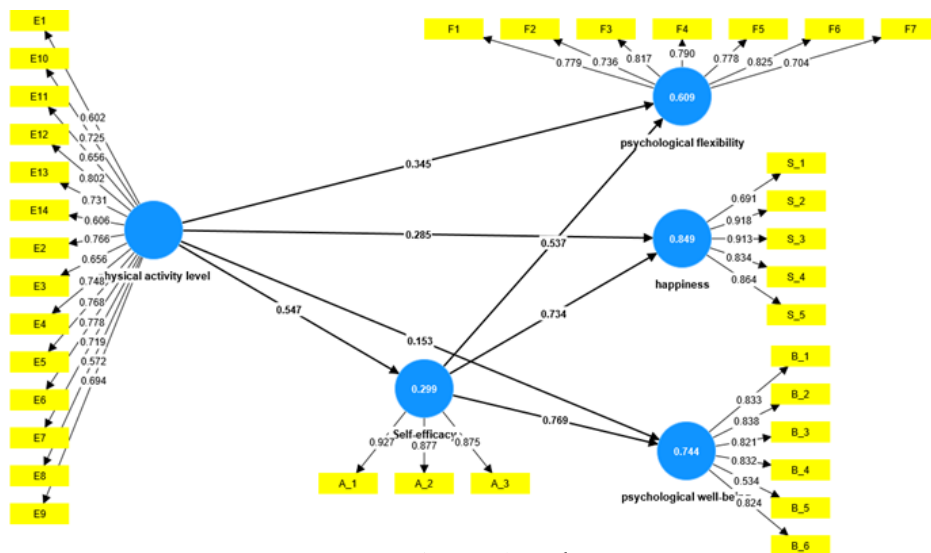 E1
E10
E11
E12
E13
E14
E2
E3
E4
E5
E6
E7
E8
E9
0.602
0.725
0.656
0.802
0.731
0.606
0.766
0.656
0.748
0.768
0.778
0.719
0.572
0.694
hysical activity level
F1 F2 F3 F4 F5 F6 F7
0.779 0.736 0.817 0.790 0.778 0.825 0.704
0.609
psychological flexibility
0.345
0.285
0.537
0.547
0.734
0.153
0.769
S_1
S_2
S_3
S_4
S_5
0.691
0.918
0.913
0.834
0.864
0.849
happiness
0.299
Self-efficacy
0.927 0.877 0.875
A_1 A_2 A_3
B_1
B_2
B_3
B_4
B_5
B_6
0.833
0.838
0.821
0.832
0.534
0.824
0.744
psychological well-being